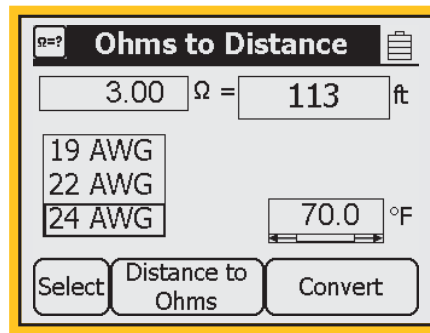 Ω=? Ohms to Distance
3.00 Ω = 113 ft
19 AWG
22 AWG
24 AWG
70.0 °F
Select
Distance to
Ohms
Convert